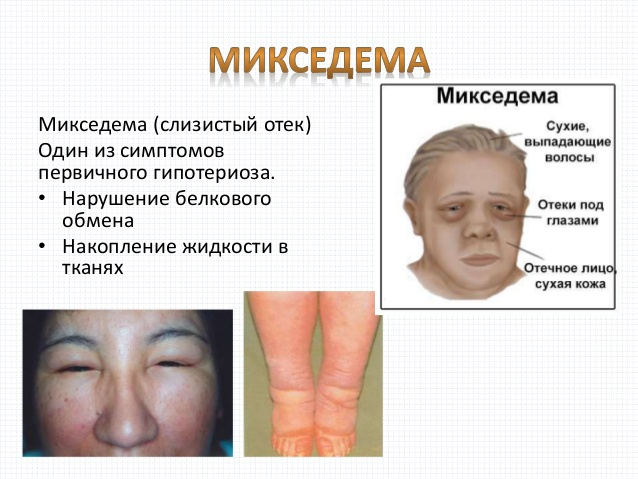 МИКСЕДЕМА
Микседема (слизистый отек)
Один из симптомов
первичного гипотериоза.
• Нарушение белкового
обмена
• Накопление жидкости в
тканях
Микседема
Сухие,
выпадающие
волосы
Отеки под
глазами
Отечное лицо,
сухая кожа